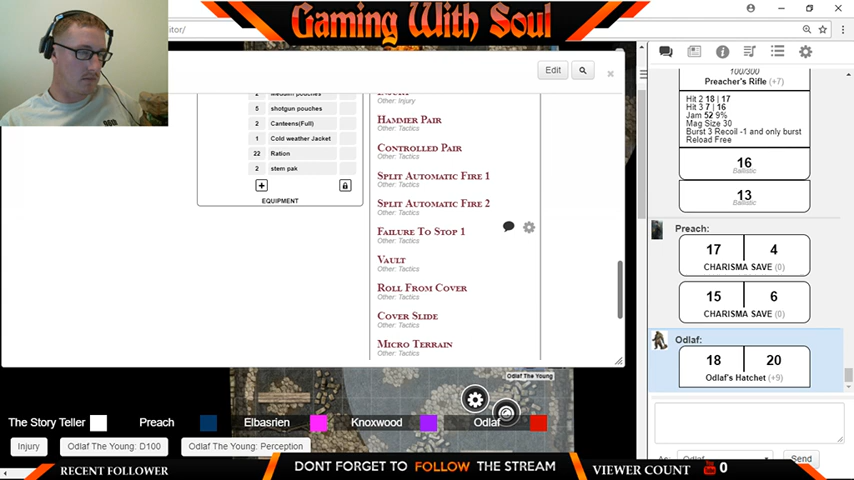 Gaming With Soul
itor/
Edit
2 Medium pouches
5 shotgun pouches
2 Canteens(Full)
1 Cold weather Jacket
22 Ration
2 stem pak
EQUIPMENT
Injury
Other: Injury
Hammer Pair
Other: Tactics
Controlled Pair
Other: Tactics
Split Automatic Fire 1
Other: Tactics
Split Automatic Fire 2
Other: Tactics
Failure To Stop 1
Other: Tactics
Vault
Other: Tactics
Roll From Cover
Other: Tactics
Cover Slide
Other: Tactics
Micro Terrain
Other: Tactics
100/300
Preacher's Rifle (+7)
Hit 2 18 | 17
Hit 3 7 | 16
Jam 52 9%
Mag Size 30
Burst 3 Recoil -1 and only burst
Reload Free
16
Ballistic
13
Ballistic
Preach:
17 4
CHARISMA SAVE (0)
15 6
CHARISMA SAVE (0)
Odlaf:
18 20
Odlaf's Hatchet (+9)
Odlaf The Young
The Story Teller
Preach
Elbasrien
Knoxwood
Odlaf
Injury
Odlaf The Young: D100
Odlaf The Young: Perception
As: Odlaf
Send
RECENT FOLLOWER
DONT FORGET TO FOLLOW THE STREAM
VIEWER COUNT 0